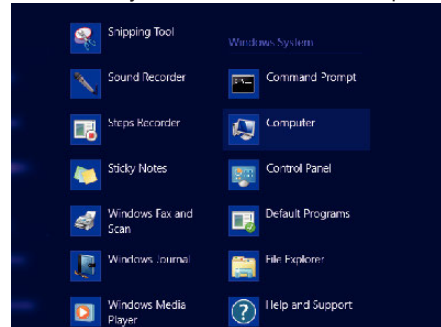 Snipping Tool
Sound Recorder
Steps Recorder
Sticky Notes
Windows Fax and
Scan
Windows Journal
Windows Media
Player
Windows System
Command Prompt
Computer
Control Panel
Default Programs
File Explorer
Help and Support